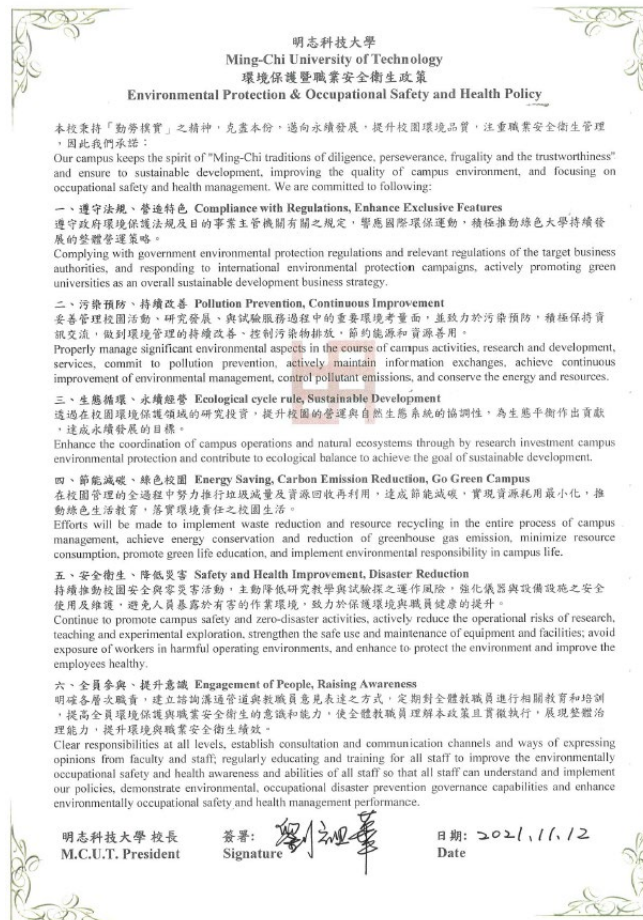 明志科技大學
Ming-Chi University of Technology
環境保護暨職業安全衛生政策
Environmental Protection & Occupational Safety and Health Policy
本校秉持「勤勞樸實」之精神，克盡本份，邁向永續發展，提升校園環境品質，注重職業安全衛生管理
，因此我們承諾：
Our campus keeps the spirit of "Ming-Chi traditions of diligence, perseverance, frugality and the trustworthiness"
and ensure to sustainable development, improving the quality of campus environment, and focusing on
occupational safety and health management. We are committed to following:
一、遵守法規、營造特色 Compliance with Regulations, Enhance Exclusive Features
遵守政府環境保護法規及目的事業主管機關有關之規定，響應國際環保運動，積極推動綠色大學持續發
展的整體營運策略。
Complying with government environmental protection regulations and relevant regulations of the target business
authorities, and responding to international environmental protection campaigns, actively promoting green
universities as an overall sustainable development business strategy.
二、污染預防、持續改善 Pollution Prevention, Continuous Improvement
妥善管理校園活動、研究發展、與試驗服務過程中的重要環境考量面，並致力於污染預防，積極保持資
訊交流，做到環境管理的持續改善、控制污染物排放，節約能源和資源善用。
Properly manage significant environmental aspects in the course of campus activities, research and development,
services, commit to pollution prevention, actively maintain information exchanges, achieve continuous
improvement of environmental management, control pollutant emissions, and conserve the energy and resources.
三、生態循環、永續經營 Ecological cycle rule, Sustainable Development
透過在校園環境保護領域的研究投資，提升校園的營運與自然生態系統的協調性，為生態平衡作出貢獻
，達成永續發展的目標。
Enhance the coordination of campus operations and natural ecosystems through by research investment campus
environmental protection and contribute to ecological balance to achieve the goal of sustainable development.
四、節能減碳、綠色校園 Energy Saving, Carbon Emission Reduction, Go Green Campus
在校園管理的全過程中努力推行垃圾減量及資源回收再利用，達成節能減碳，實現資源耗用最小化，推
動綠色生活教育，落實環境責任之校園生活。
Efforts will be made to implement waste reduction and resource recycling in the entire process of campus
management, achieve energy conservation and reduction of greenhouse gas emission, minimize resource
consumption, promote green life education, and implement environmental responsibility in campus life.
五、安全衛生、降低災害 Safety and Health Improvement, Disaster Reduction
持續推動校園安全與零災害活動，主動降低研究教學與試驗探之運作風險，強化儀器與設備設施之安全
使用及維護，避免人員暴露於有害的作業環境，致力於保護環境與職員健康的提升。
Continue to promote campus safety and zero-disaster activities, actively reduce the operational risks of research,
teaching and experimental exploration, strengthen the safe use and maintenance of equipment and facilities; avoid
exposure of workers in harmful operating environments, and enhance to protect the environment and improve the
employees healthy.
六、全員參與、提升意識 Engagement of People, Raising Awareness
明確各層次職責，建立諮詢溝通管道與教職員意見表達之方式，定期對全體教職員進行相關教育和培訓
，提高全員環境保護與職業安全衛生的意識和能力，使全體教職員理解本政策且貫徹執行，展現整體治
理能力，提升環境與職業安全衛生績效。
Clear responsibilities at all levels, establish consultation and communication channels and ways of expressing
opinions from faculty and staff; regularly educating and training for all staff to improve the environmentally
occupational safety and health awareness and abilities of all staff so that all staff can understand and implement
our policies, demonstrate environmental, occupational disaster prevention governance capabilities and enhance
environmentally occupational safety and health management performance.
明志科技大學 校長 簽署: 劉祖華 日期: 2021.11.12
M.C.U.T. President Signature Date